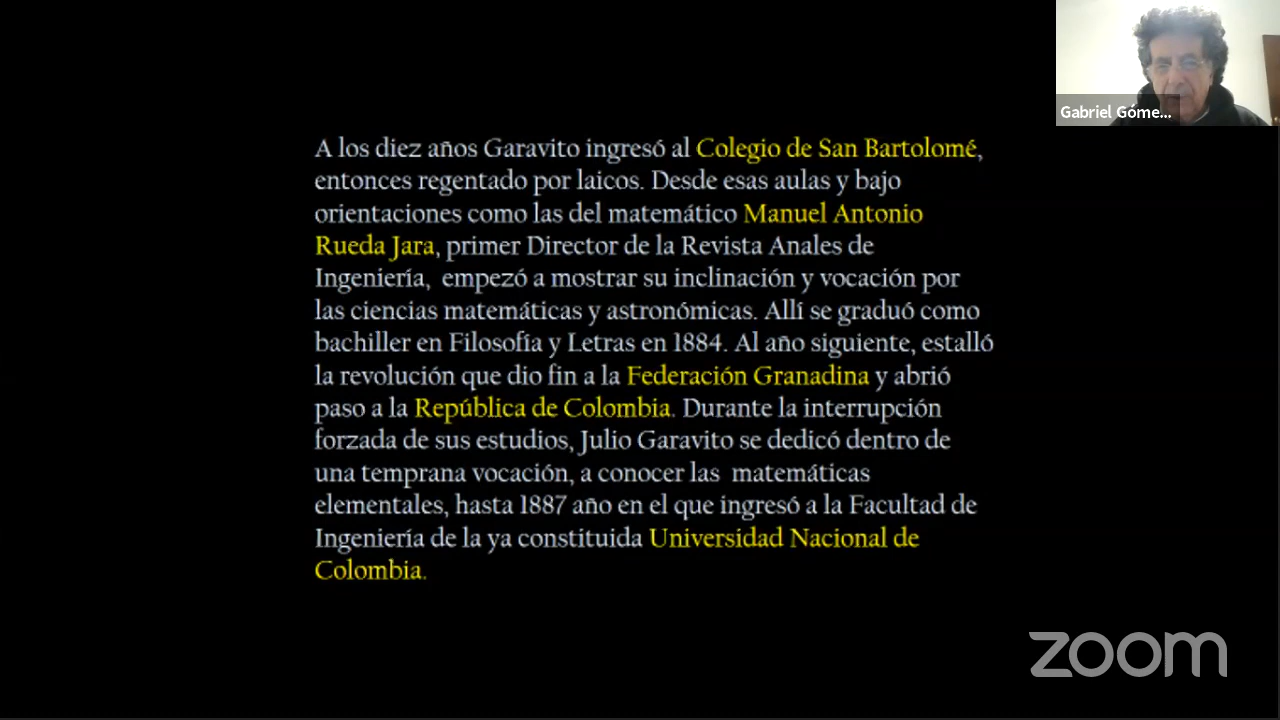 Gabriel Góme...
A los diez años Garavito ingresó al Colegio de San Bartolomé,
entonces regentado por laicos. Desde esas aulas y bajo
orientaciones como las del matemático Manuel Antonio
Rueda Jara, primer Director de la Revista Anales de
Ingeniería, empezó a mostrar su inclinación y vocación por
las ciencias matemáticas y astronómicas. Allí se graduó como
bachiller en Filosofía y Letras en 1884. Al año siguiente, estalló
la revolución que dio fin a la Federación Granadina y abrió
paso a la República de Colombia. Durante la interrupción
forzada de sus estudios, Julio Garavito se dedicó dentro de
una temprana vocación, a conocer las matemáticas
elementales, hasta 1887 año en el que ingresó a la Facultad de
Ingeniería de la ya constituida Universidad Nacional de
Colombia.
zoom